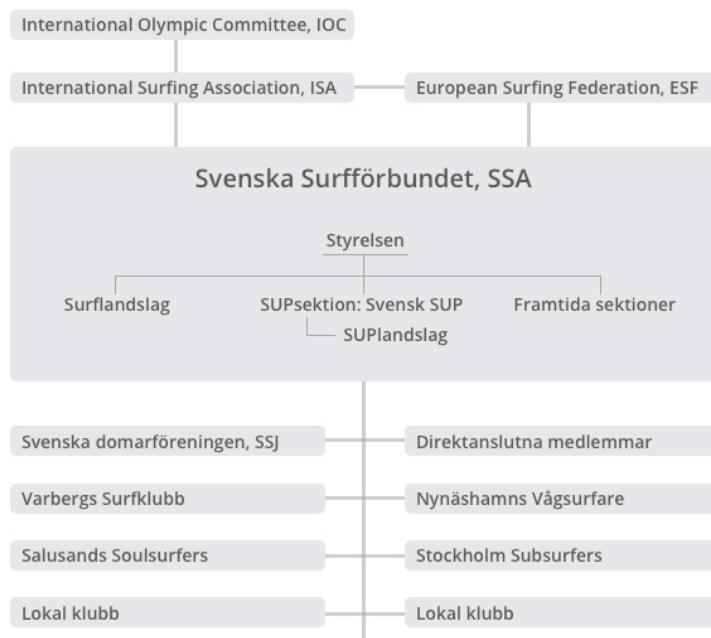 International Olympic Committee, IOC
International Surfing Association, ISA
European Surfing Federation, ESF
Svenska Surfförbundet, SSA
Styrelsen
Surflandslag
SUPsektion: Svensk SUP
Framtida sektioner
SUPlandslag
Svenska domarföreningen, SSJ
Direktanslutna medlemmar
Varbergs Surfklubb
Nynäshamns Vågsurfare
Salusands Soulsurfers
Stockholm Subsurfers
Lokal klubb
Lokal klubb